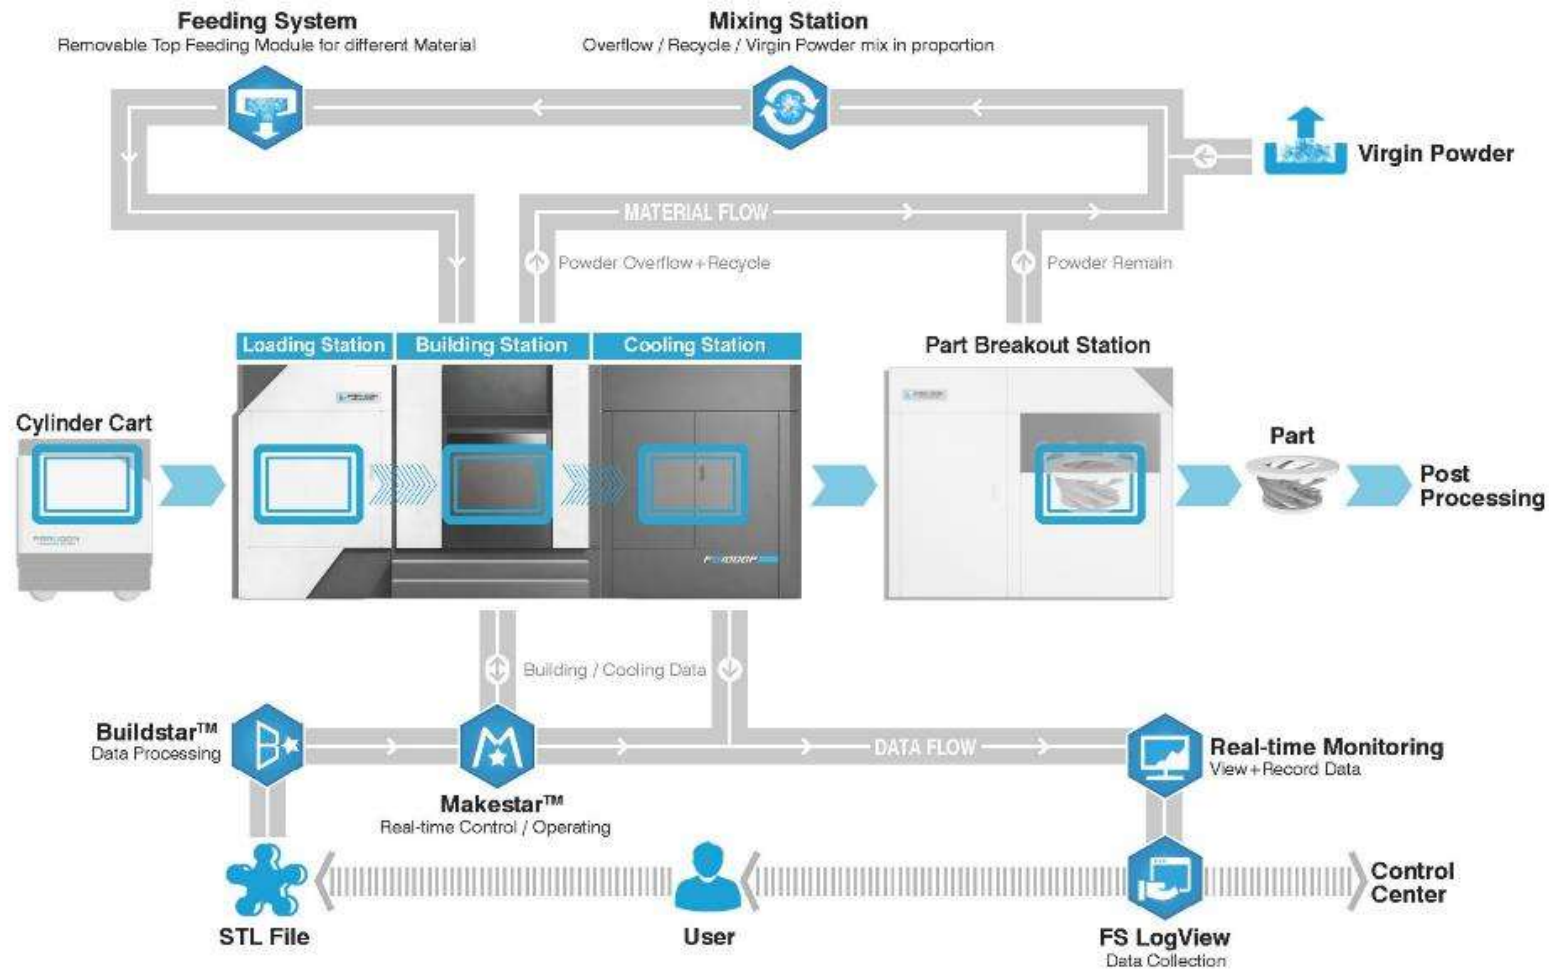 Feeding System
Removable Top Feeding Module for different Material
Mixing Station
Overflow / Recycle / Virgin Powder mix in proportion
Virgin Powder
MATERIAL FLOW
Powder Overflow+Recycle
Powder Remain
Loading Station
Building Station
Cooling Station
Part Breakout Station
Cylinder Cart
Part
Post
Processing
FARSOON
Building / Cooling Data
Buildstar™
Data Processing
DATA FLOW
Real-time Monitoring
View+Record Data
Makestar™
Real-time Control / Operating
Control
Center
STL File
User
FS LogView
Data Collection